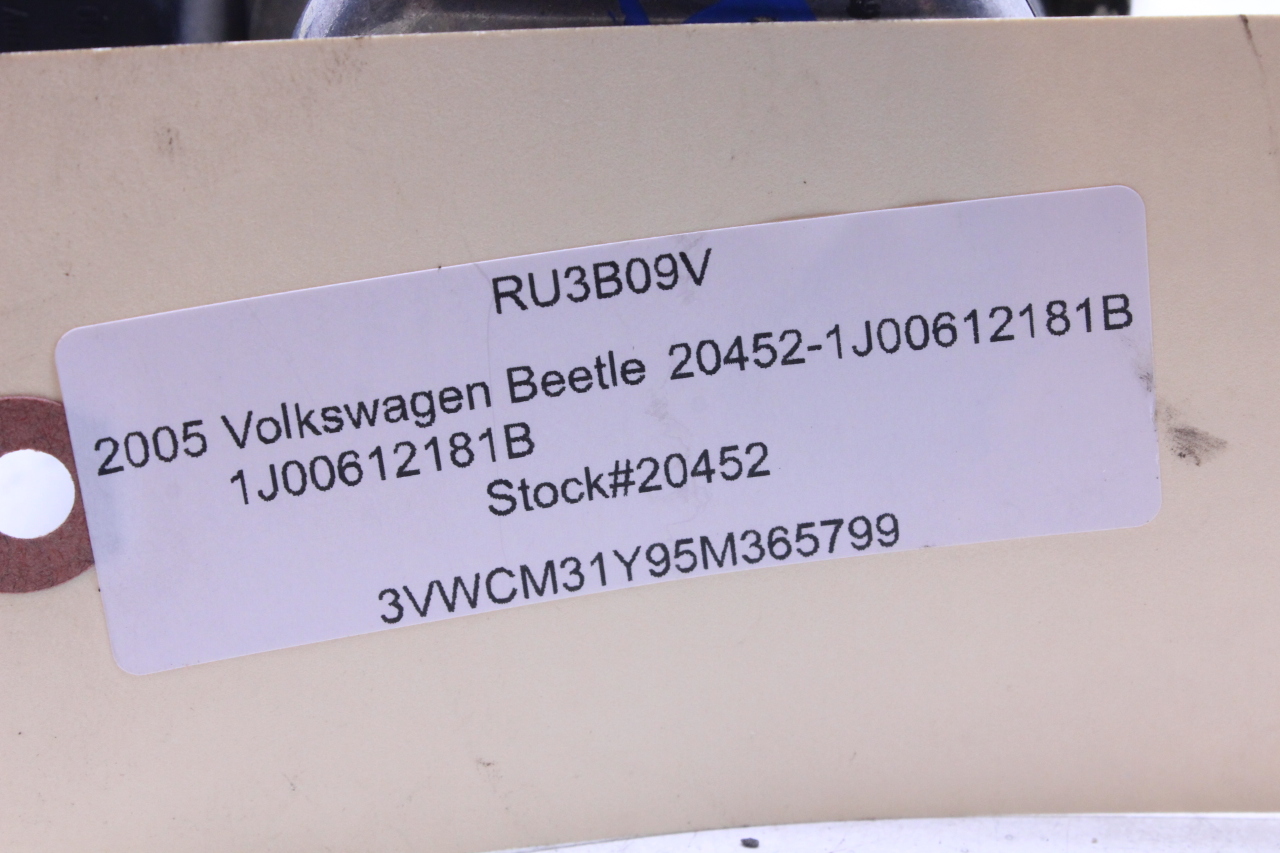 RU3B09V
2005 Volkswagen Beetle 20452-1J00612181B
1J00612181B
Stock#20452
3VWCM31Y95M365799